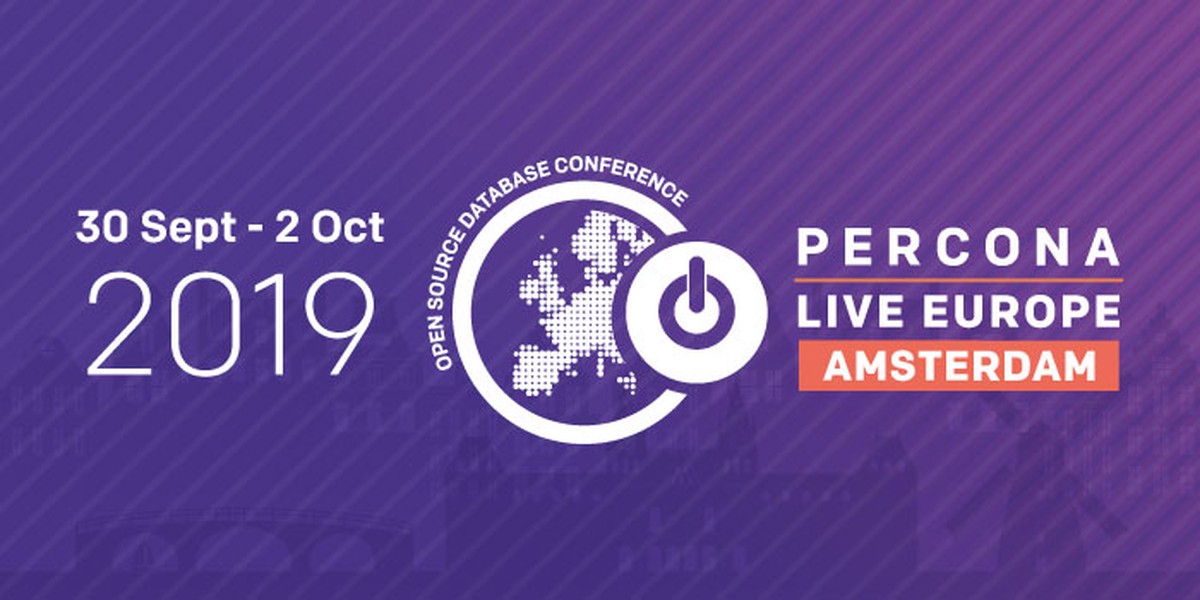 30 Sept - 2 Oct
2019
OPEN SOURCE DATABASE CONFERENCE
PERCONA
LIVE EUROPE
AMSTERDAM